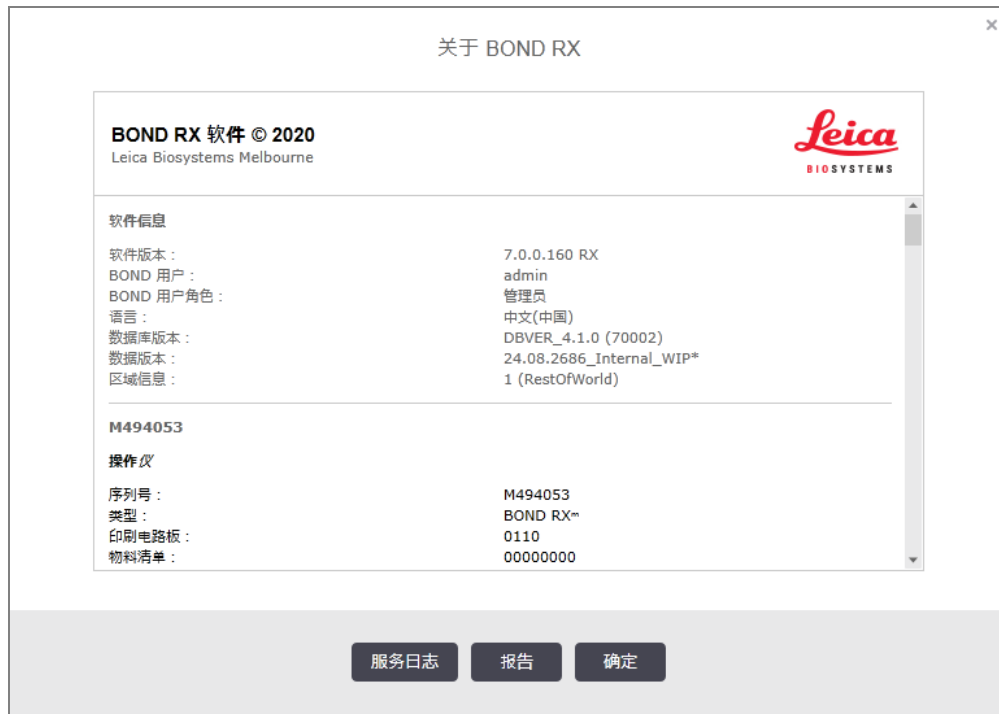 ×
关于 BOND RX
BOND RX 软件 © 2020
Leica Biosystems Melbourne
Leica
BIOSYSTEMS
软件信息
软件版本： 7.0.0.160 RX
BOND 用户： admin
BOND 用户角色： 管理员
语言： 中文(中国)
数据库版本： DBVER_4.1.0 (70002)
数据版本： 24.08.2686_Internal_WIP*
区域信息： 1 (RestOfWorld)
M494053
操作仪
序列号： M494053
类型： BOND RXᵐ
印刷电路板： 0110
物料清单： 00000000
服务日志 报告 确定